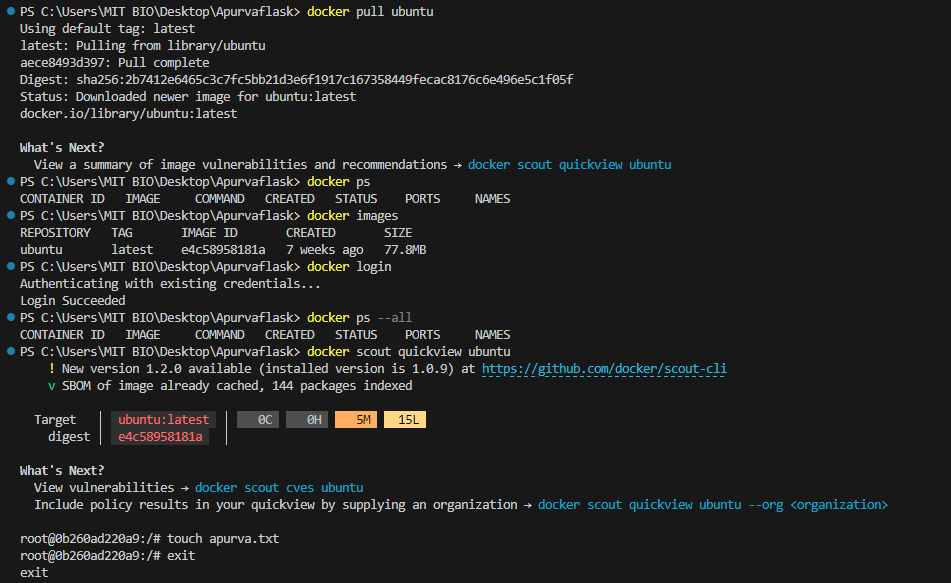 PS C:\Users\MIT BIO\Desktop\Apurvaflask> docker pull ubuntu
Using default tag: latest
latest: Pulling from library/ubuntu
aece8493d397: Pull complete
Digest: sha256:2b7412e6465c3c7fc5bb21d3e6f1917c167358449fecac8176c6e496e5c1f05f
Status: Downloaded newer image for ubuntu:latest
docker.io/library/ubuntu:latest
What's Next?
View a summary of image vulnerabilities and recommendations → docker scout quickview ubuntu
PS C:\Users\MIT BIO\Desktop\Apurvaflask> docker ps
CONTAINER ID   IMAGE     COMMAND   CREATED   STATUS    PORTS     NAMES
PS C:\Users\MIT BIO\Desktop\Apurvaflask> docker images
REPOSITORY   TAG       IMAGE ID       CREATED       SIZE
ubuntu       latest    e4c58958181a   7 weeks ago   77.8MB
PS C:\Users\MIT BIO\Desktop\Apurvaflask> docker login
Authenticating with existing credentials...
Login Succeeded
PS C:\Users\MIT BIO\Desktop\Apurvaflask> docker ps --all
CONTAINER ID   IMAGE     COMMAND   CREATED   STATUS    PORTS     NAMES
PS C:\Users\MIT BIO\Desktop\Apurvaflask> docker scout quickview ubuntu
! New version 1.2.0 available (installed version is 1.0.9) at https://github.com/docker/scout-cli
v SBOM of image already cached, 144 packages indexed
Target │ ubuntu:latest │ 0C 0H 5M 15L
digest │ e4c58958181a │
What's Next?
View vulnerabilities → docker scout cves ubuntu
Include policy results in your quickview by supplying an organization → docker scout quickview ubuntu --org <organization>
root@0b260ad220a9:/# touch apurva.txt
root@0b260ad220a9:/# exit
exit